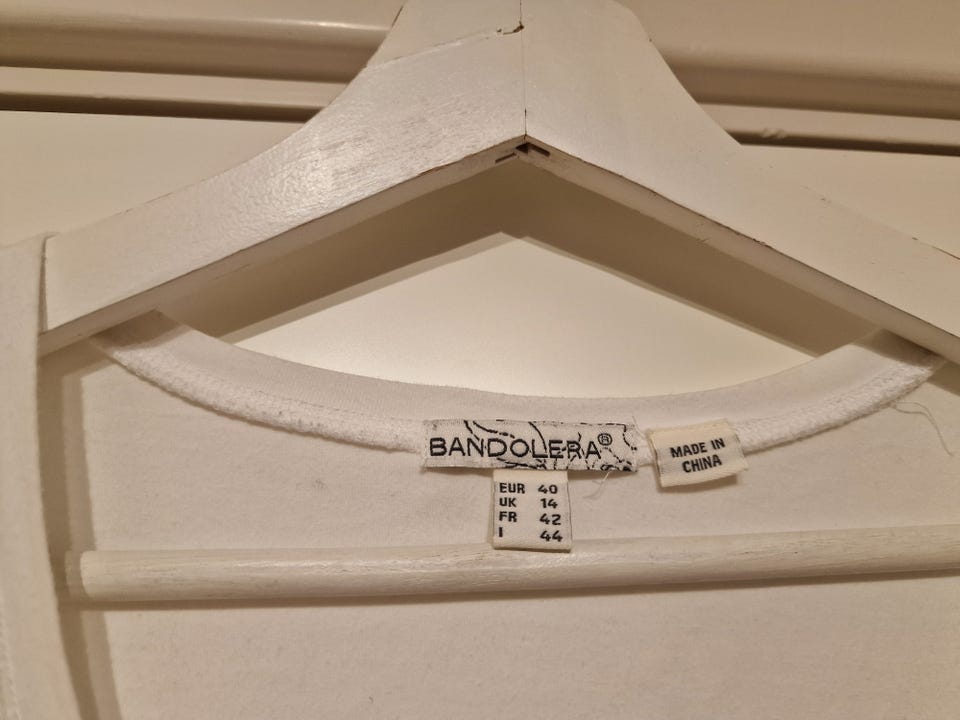 BANDOLERA®
MADE IN
CHINA
EUR 40
UK 14
FR 42
I 44